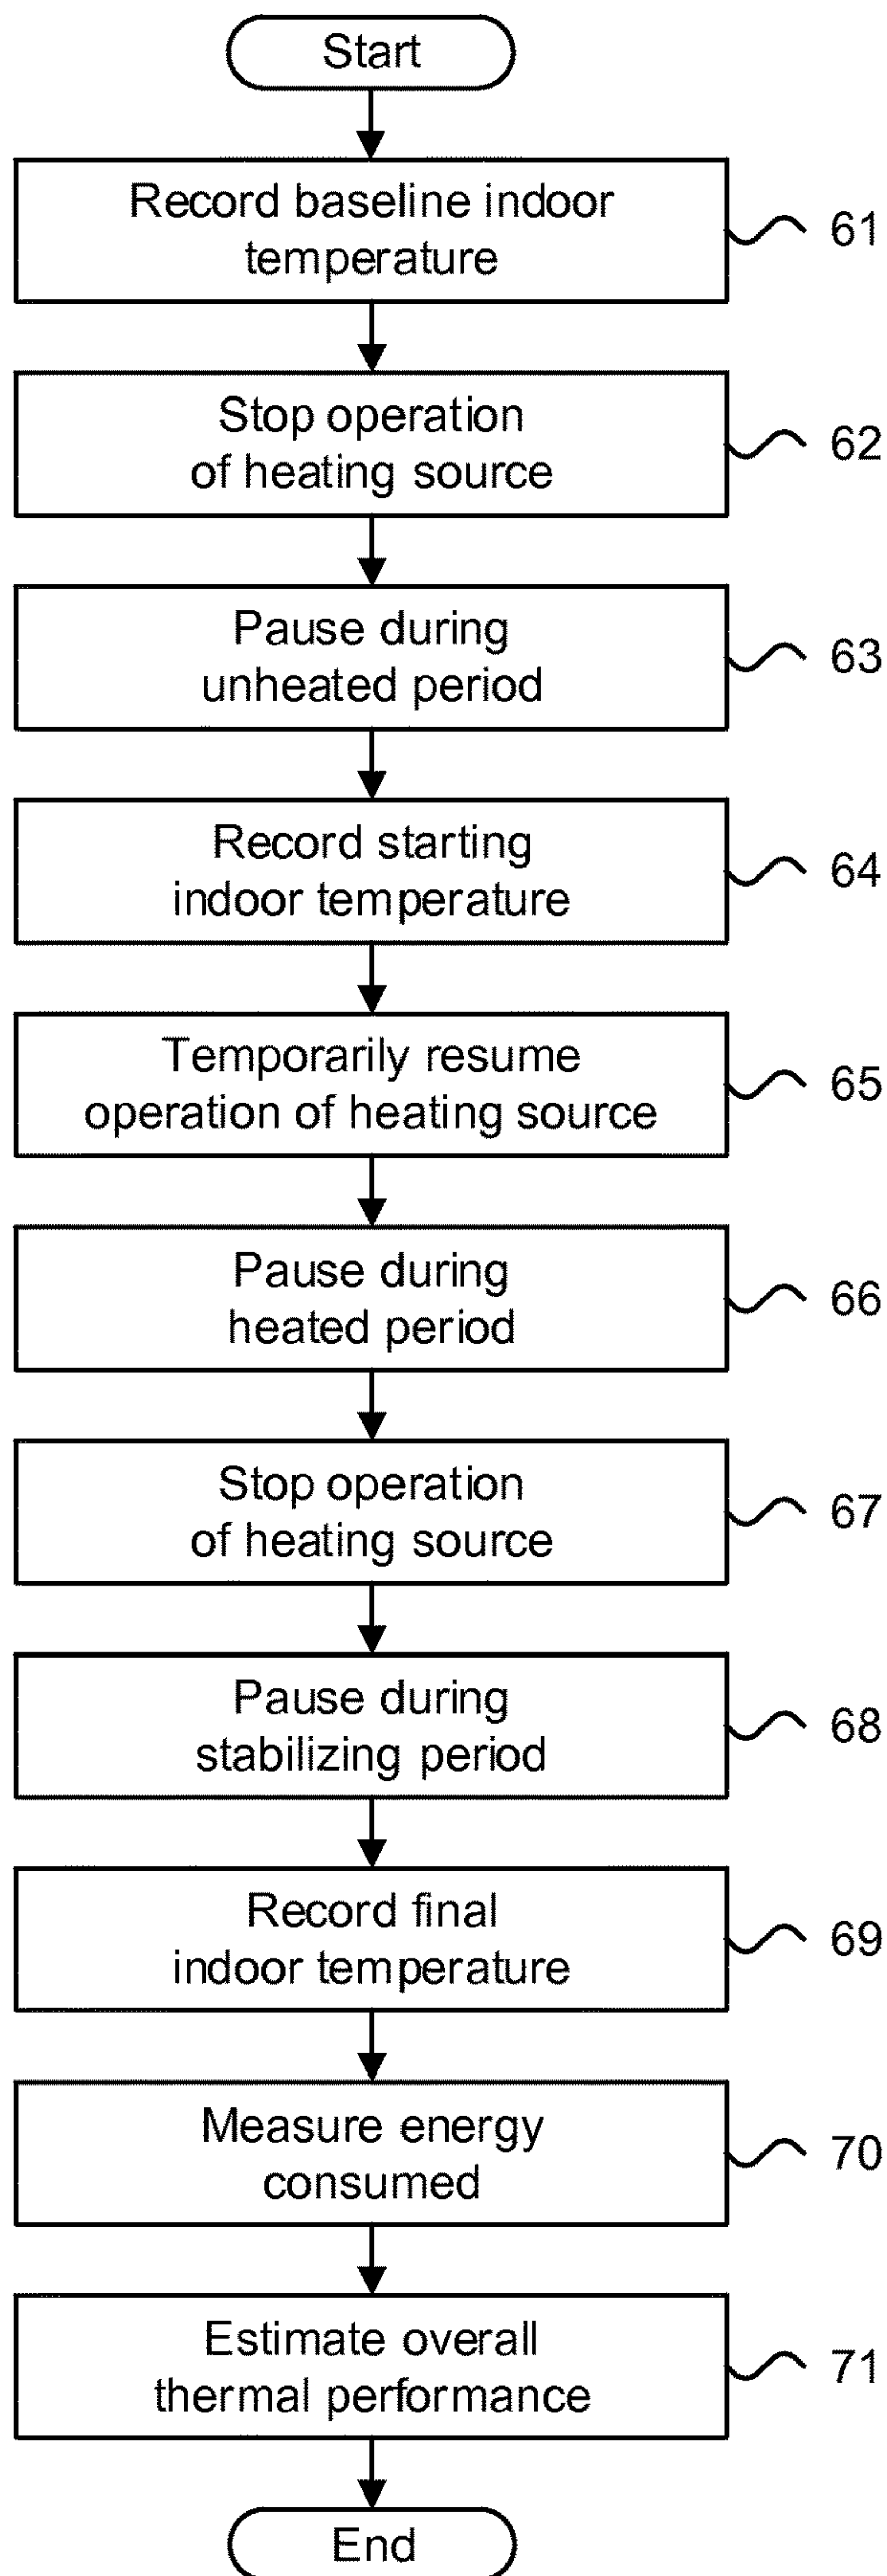 Start
Record baseline indoor
temperature
61
Stop operation
of heating source
62
Pause during
unheated period
63
Record starting
indoor temperature
64
Temporarily resume
operation of heating source
65
Pause during
heated period
66
Stop operation
of heating source
67
Pause during
stabilizing period
68
Record final
indoor temperature
69
Measure energy
consumed
70
Estimate overall
thermal performance
71
End